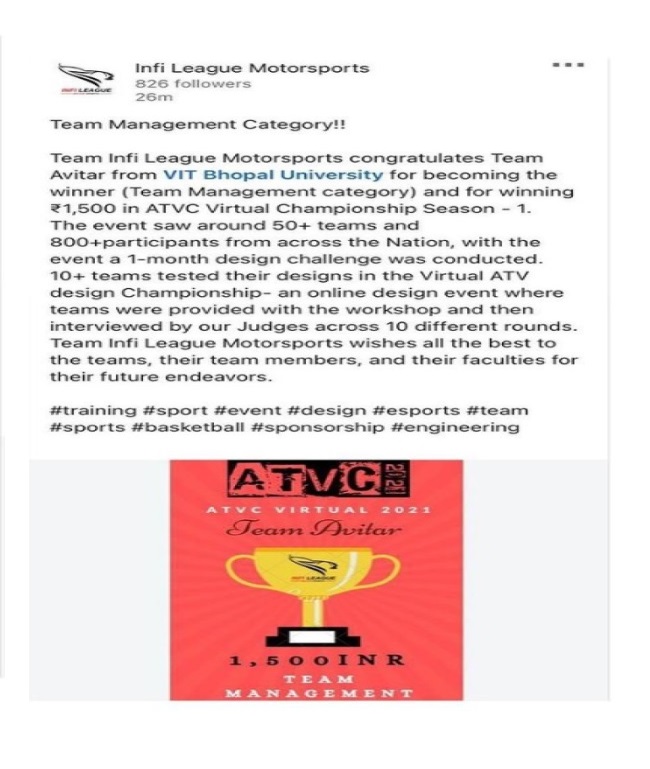 Infi League Motorsports
826 followers
26m
INFI LEAGUE
Team Management Category!!
Team Infi League Motorsports congratulates Team
Avitar from VIT Bhopal University for becoming the
winner (Team Management category) and for winning
₹1,500 in ATVC Virtual Championship Season - 1.
The event saw around 50+ teams and
800+participants from across the Nation, with the
event a 1-month design challenge was conducted.
10+ teams tested their designs in the Virtual ATV
design Championship- an online design event where
teams were provided with the workshop and then
interviewed by our Judges across 10 different rounds.
Team Infi League Motorsports wishes all the best to
the teams, their team members, and their faculties for
their future endeavors.
#training #sport #event #design #esports #team
#sports #basketball #sponsorship #engineering
ATVC 2021
ATVC VIRTUAL 2021
Team Avitar
INFI LEAGUE
1,500INR
TEAM
MANAGEMENT